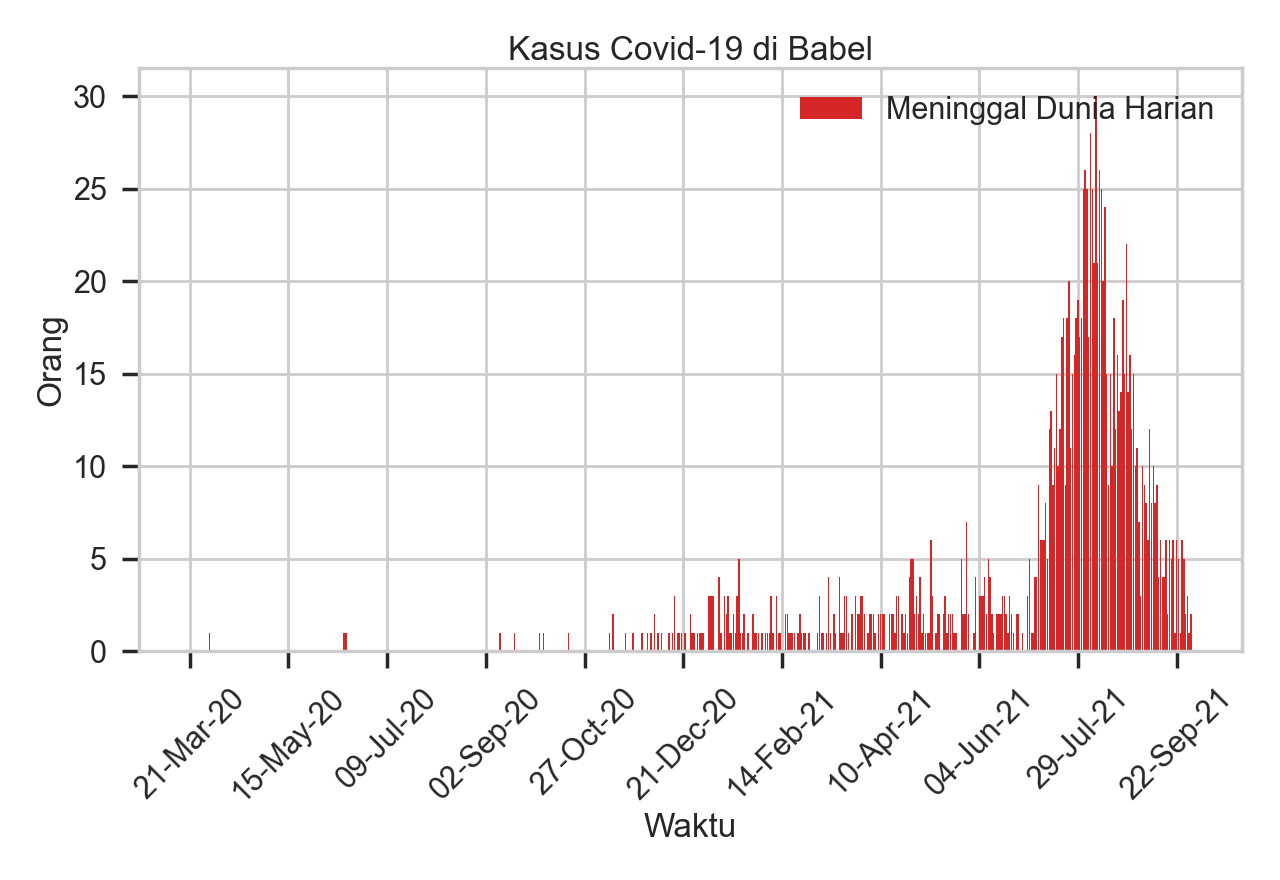 Kasus Covid-19 di Babel
Meninggal Dunia Harian
30
25
20
15
10
5
0
Orang
21-Mar-20
15-May-20
09-Jul-20
02-Sep-20
27-Oct-20
21-Dec-20
14-Feb-21
10-Apr-21
04-Jun-21
29-Jul-21
22-Sep-21
Waktu